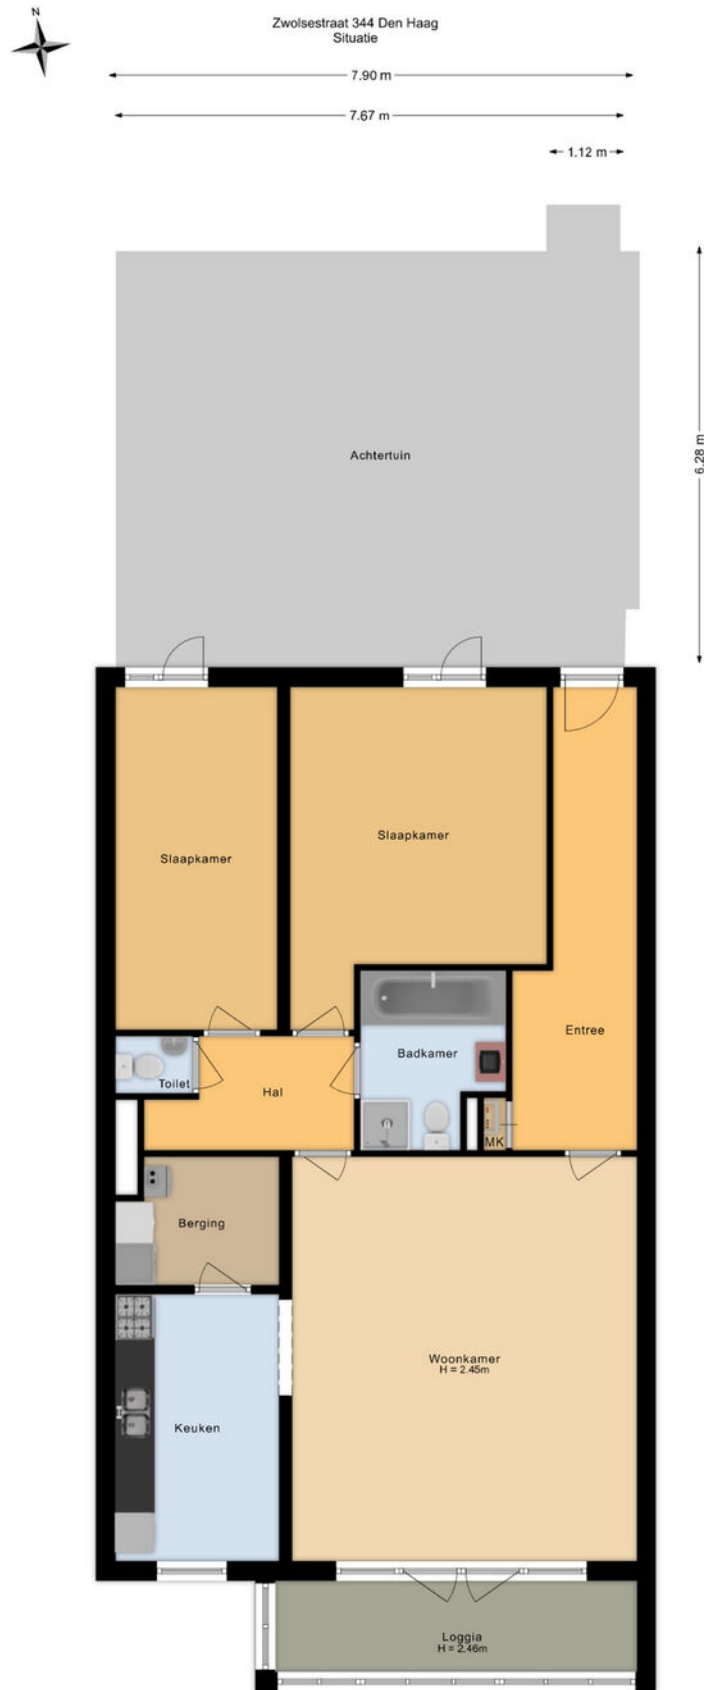 N
Zwolsestraat 344 Den Haag
Situatie
7.90 m
7.67 m
1.12 m
6.28 m
Achtertuin
Slaapkamer
Slaapkamer
Entree
Badkamer
Toilet
Hal
MK
Berging
Woonkamer
H = 2.45m
Keuken
Loggia
H = 2.46m